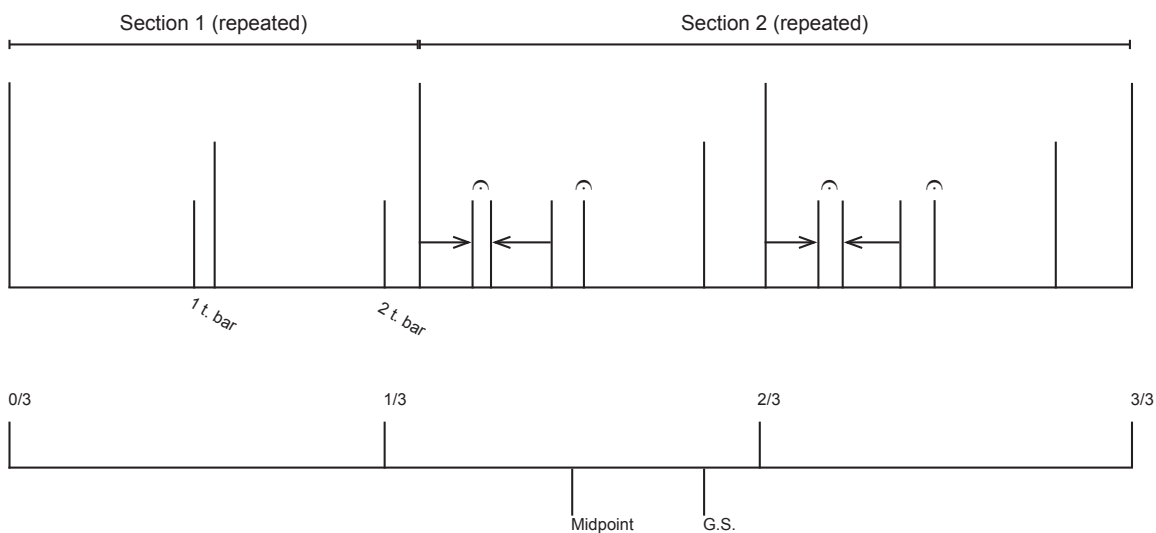 Section 1 (repeated)
Section 2 (repeated)
1 t. bar
2 t. bar
0/3
1/3
2/3
3/3
Midpoint
G.S.